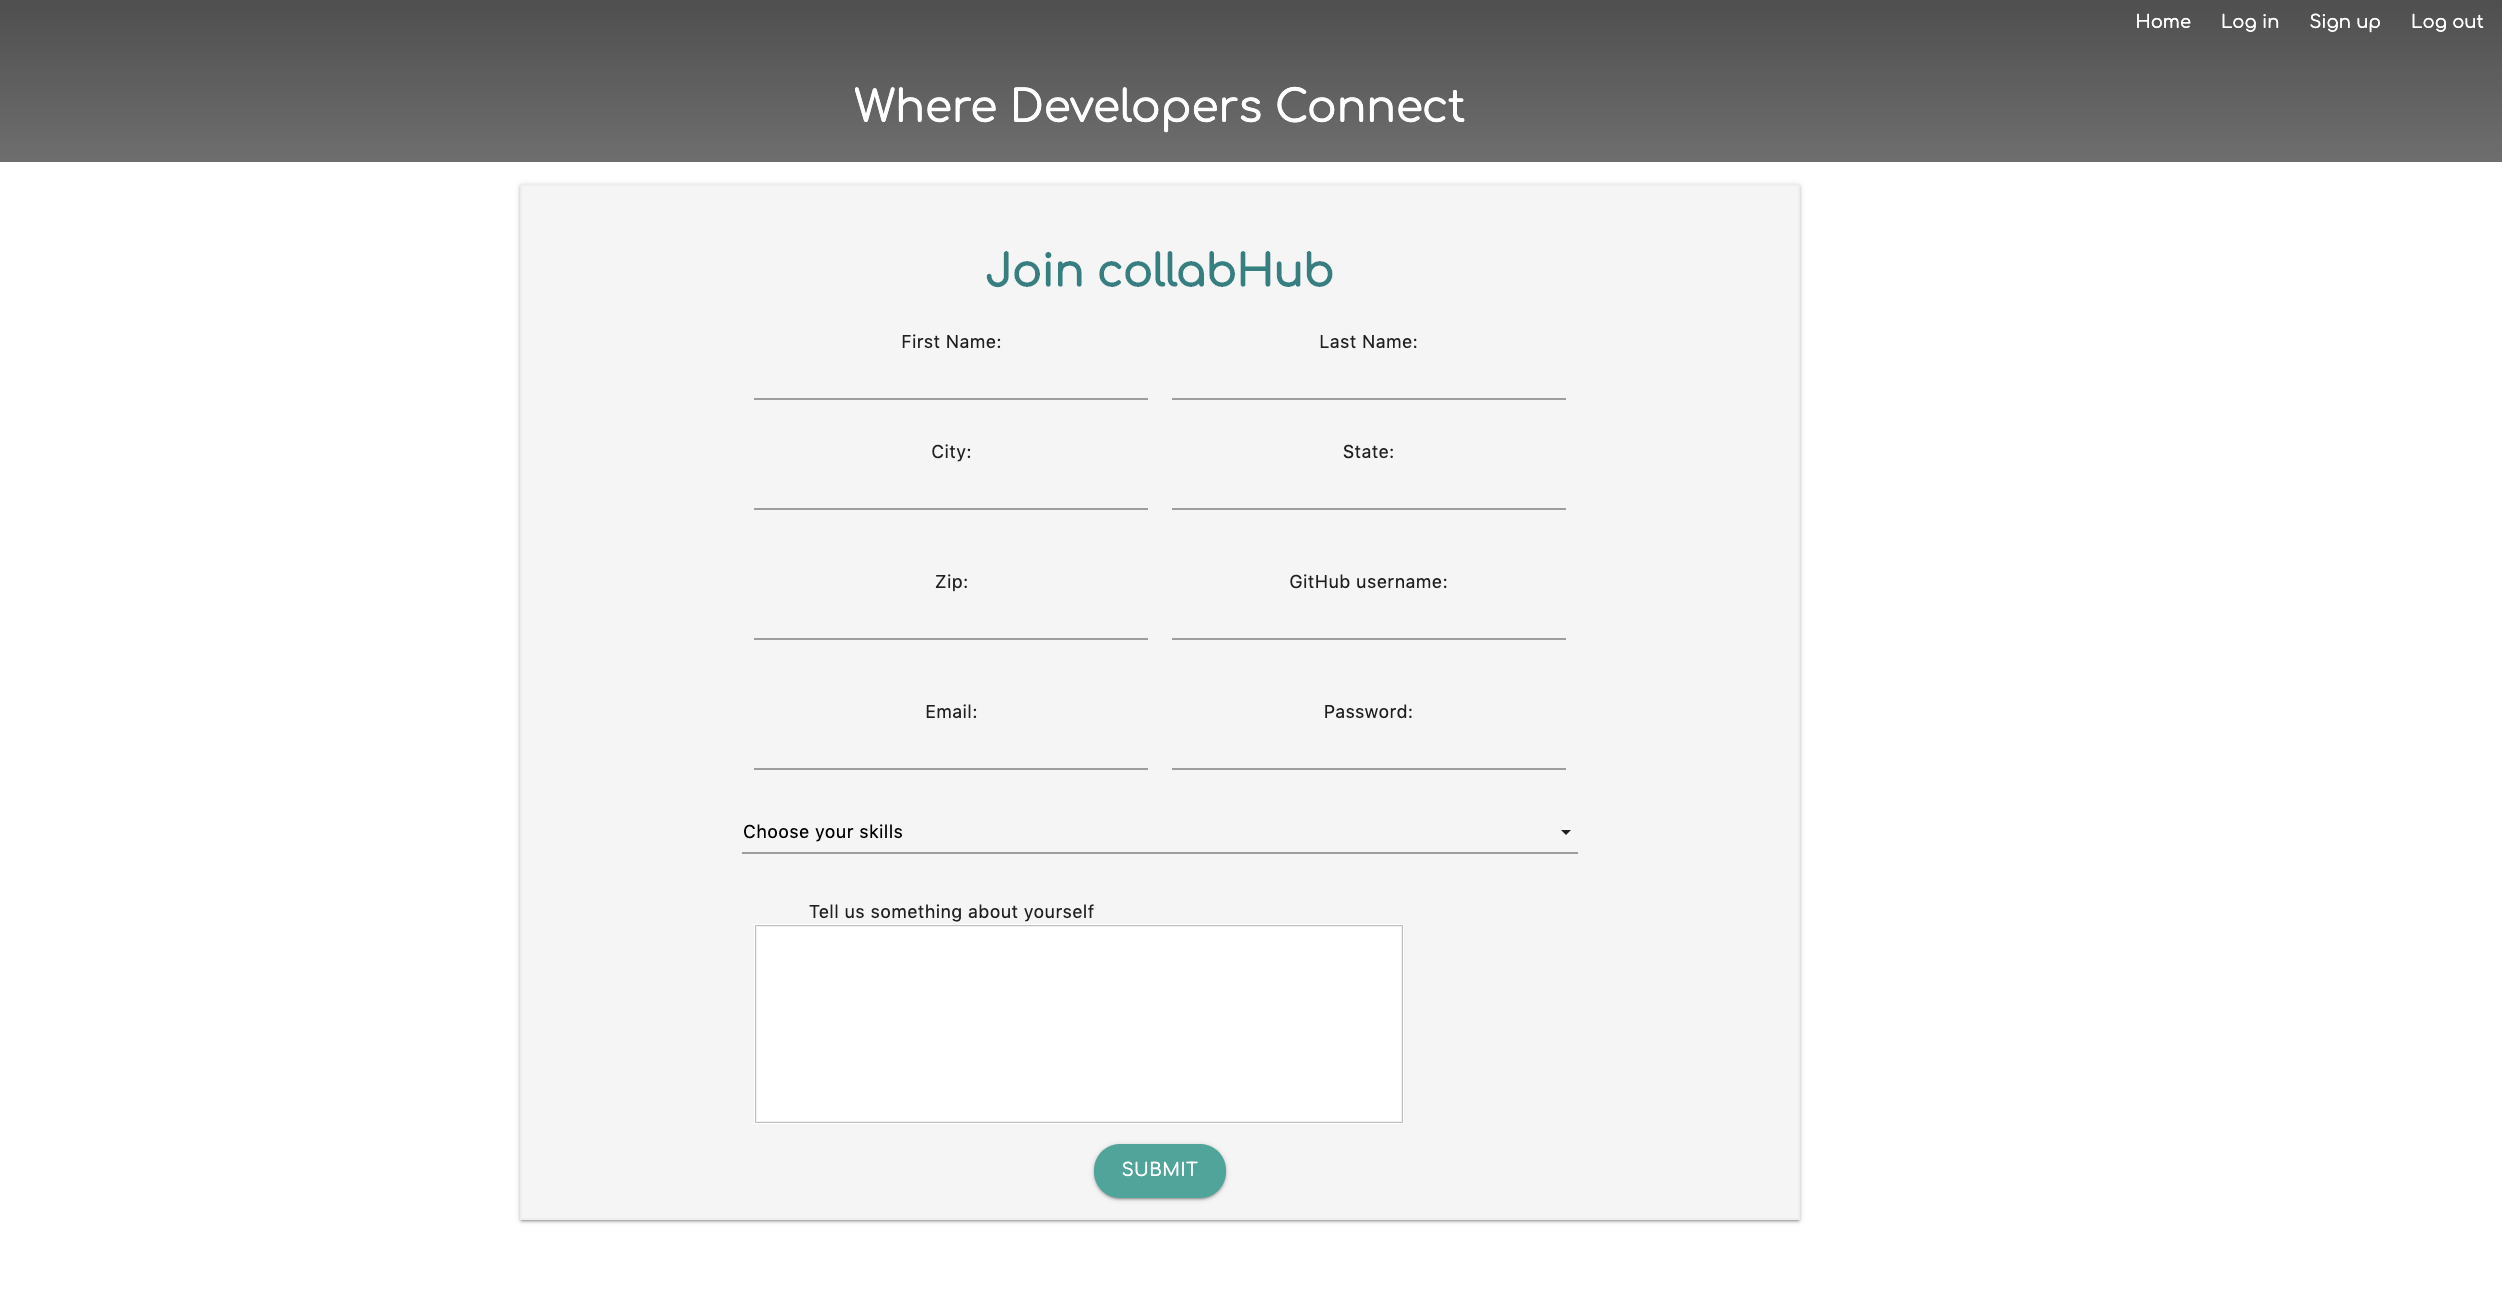 Home Log in Sign up Log out
Where Developers Connect
Join collabHub
First Name: Last Name:
City: State:
Zip: GitHub username:
Email: Password:
Choose your skills
Tell us something about yourself
SUBMIT